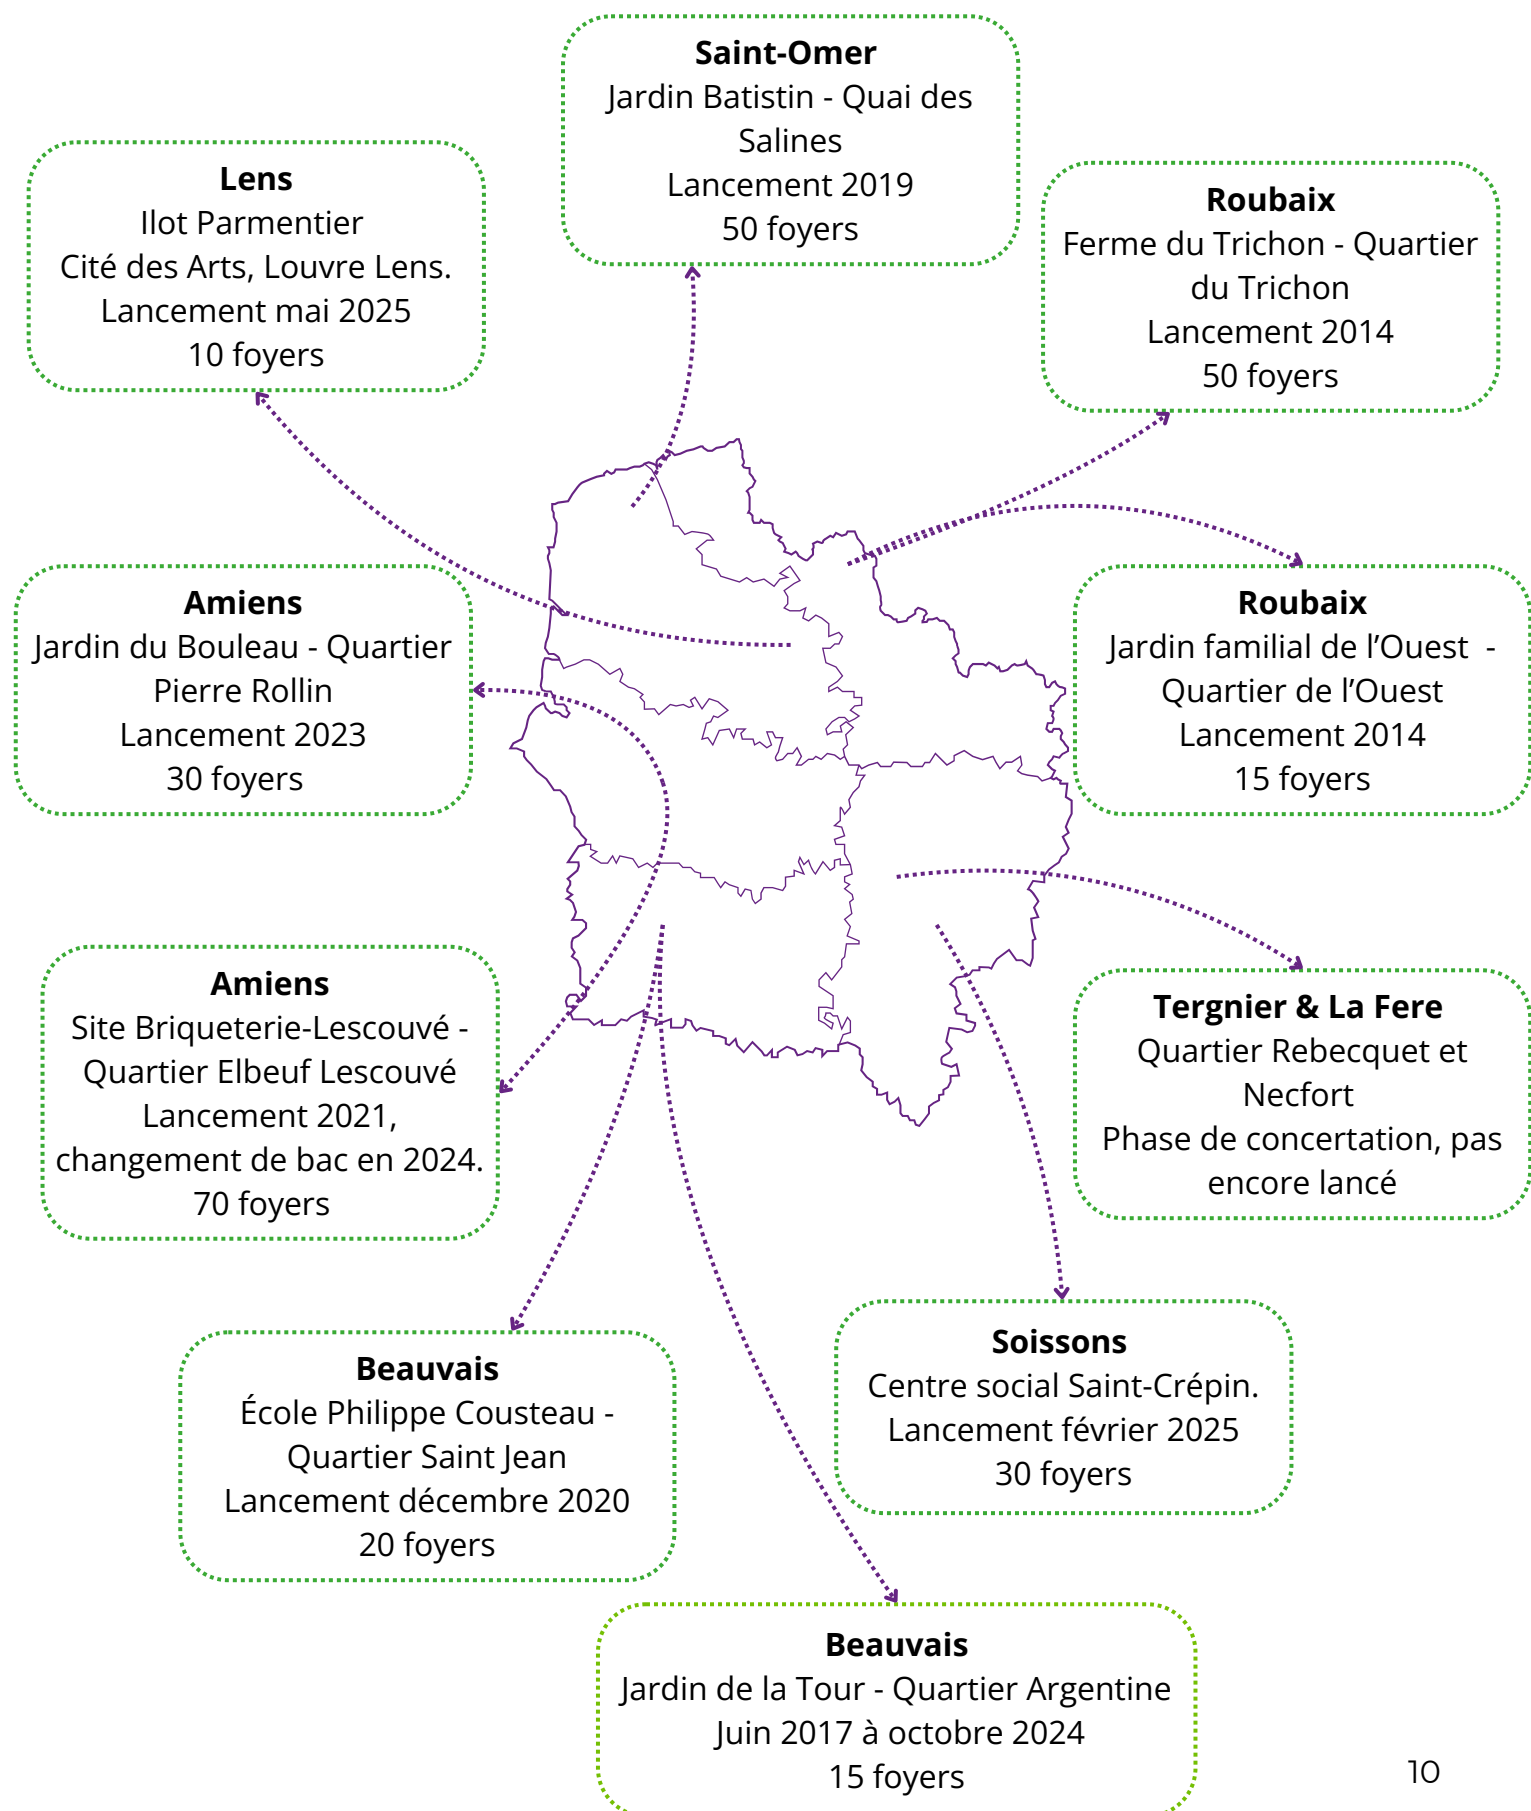 Saint-Omer
Jardin Batistin - Quai des
Salines
Lancement 2019
50 foyers
Lens
Ilot Parmentier
Cité des Arts, Louvre Lens.
Lancement mai 2025
10 foyers
Roubaix
Ferme du Trichon - Quartier
du Trichon
Lancement 2014
50 foyers
Amiens
Jardin du Bouleau - Quartier
Pierre Rollin
Lancement 2023
30 foyers
Roubaix
Jardin familial de l’Ouest  -
Quartier de l’Ouest
Lancement 2014
15 foyers
Amiens
Site Briqueterie-Lescouvé -
Quartier Elbeuf Lescouvé
Lancement 2021,
changement de bac en 2024.
70 foyers
Tergnier & La Fere
Quartier Rebecquet et
Necfort
Phase de concertation, pas
encore lancé
Beauvais
École Philippe Cousteau -
Quartier Saint Jean
Lancement décembre 2020
20 foyers
Soissons
Centre social Saint-Crépin.
Lancement février 2025
30 foyers
Beauvais
Jardin de la Tour - Quartier Argentine
Juin 2017 à octobre 2024
15 foyers
10